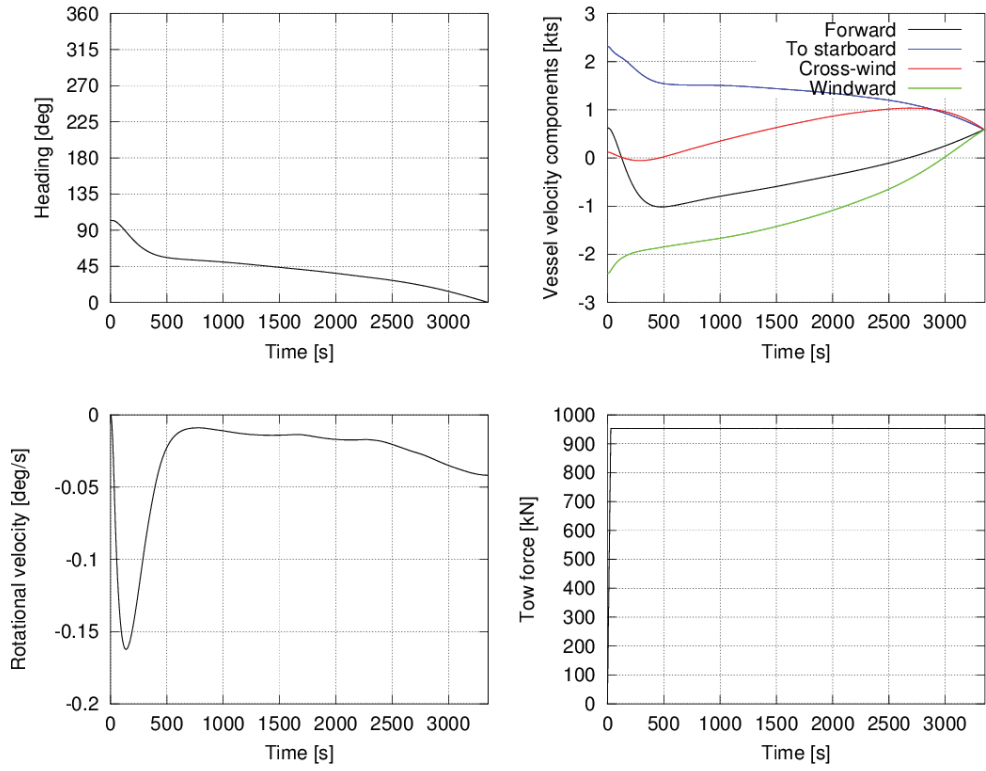 360
315
270
225
180
135
90
45
0
0 500 1000 1500 2000 2500 3000
Heading [deg]
Time [s]
3
2
1
0
-1
-2
-3
0 500 1000 1500 2000 2500 3000
Vessel velocity components [kts]
Time [s]
Forward
To starboard
Cross-wind
Windward
0
-0.05
-0.1
-0.15
-0.2
0 500 1000 1500 2000 2500 3000
Rotational velocity [deg/s]
Time [s]
1000
900
800
700
600
500
400
300
200
100
0
0 500 1000 1500 2000 2500 3000
Tow force [kN]
Time [s]